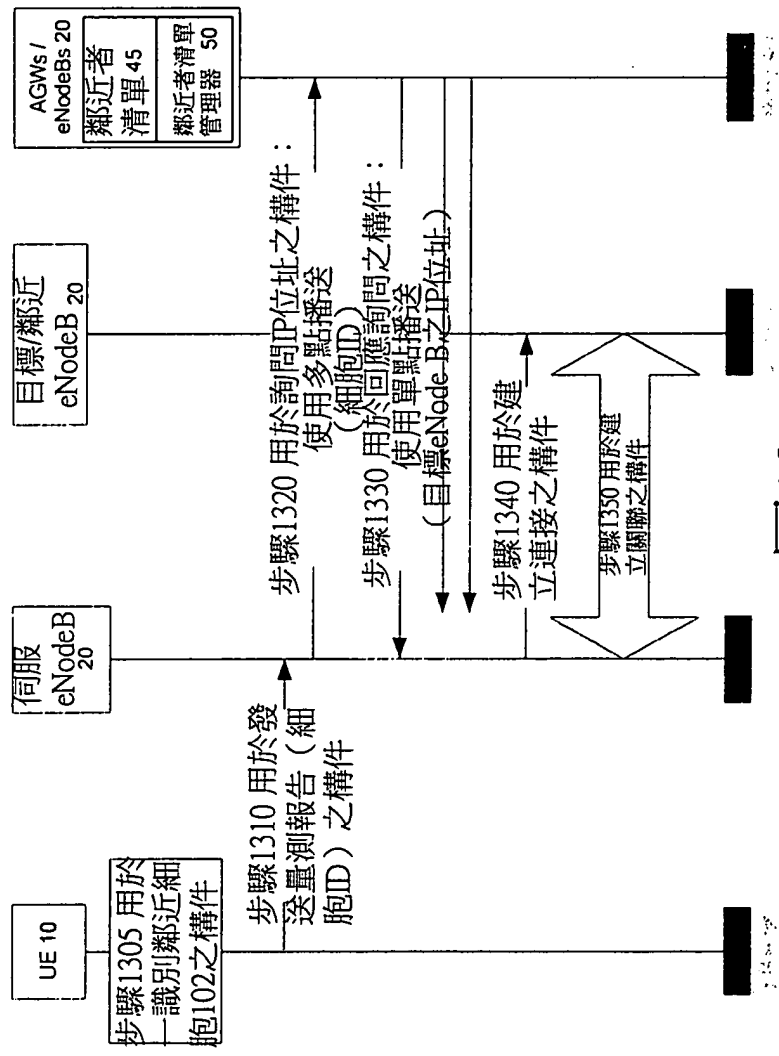 UE 10
伺服
eNodeB
20
目標/鄰近
eNodeB 20
AGWs /
eNodeBs 20
鄰近者
清單 45
鄰近者清單
管理器 50
步驟1305 用於
一識別鄰近細
胞102之構件
步驟1310 用於發
送量測報告（細
胞ID）之構件
步驟1320 用於詢問IP位址之構件：
使用多點播送
（細胞ID）
步驟1330 用於回應詢問之構件：
使用單點播送
（目標eNode B之IP位址）
步驟1340 用於建
立連接之構件
步驟1350 用於建
立關聯之構件